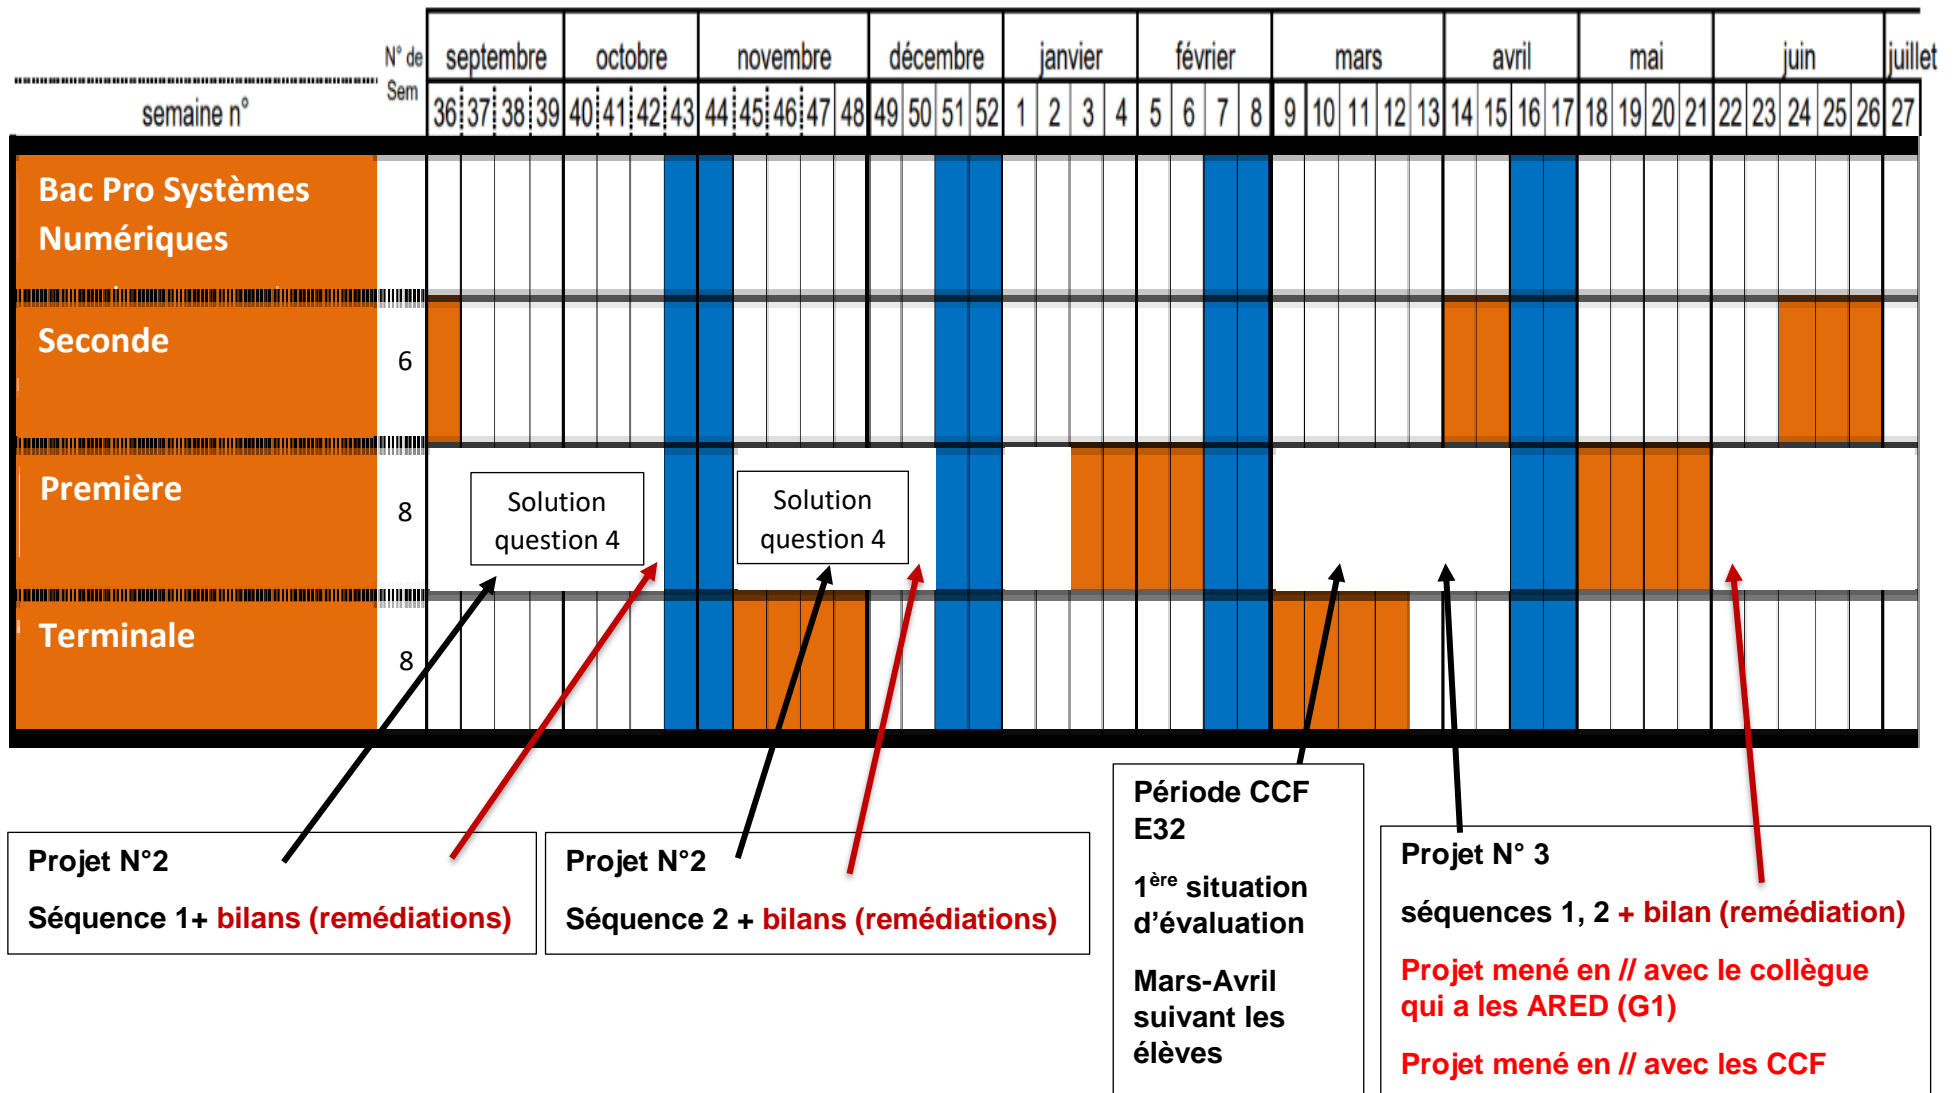 N° de
Sem
septembre octobre novembre décembre janvier février mars avril mai juin juillet
semaine n°
36 37 38 39 40 41 42 43 44 45 46 47 48 49 50 51 52 1 2 3 4 5 6 7 8 9 10 11 12 13 14 15 16 17 18 19 20 21 22 23 24 25 26 27
Bac Pro Systèmes
Numériques
Seconde
6
Première
8
Solution
question 4
Solution
question 4
Terminale
8
Projet N°2
Séquence 1+ bilans (remédiations)
Projet N°2
Séquence 2 + bilans (remédiations)
Période CCF
E32
1ère situation
d’évaluation
Mars-Avril
suivant les
élèves
Projet N° 3
séquences 1, 2 + bilan (remédiation)
Projet mené en // avec le collègue
qui a les ARED (G1)
Projet mené en // avec les CCF